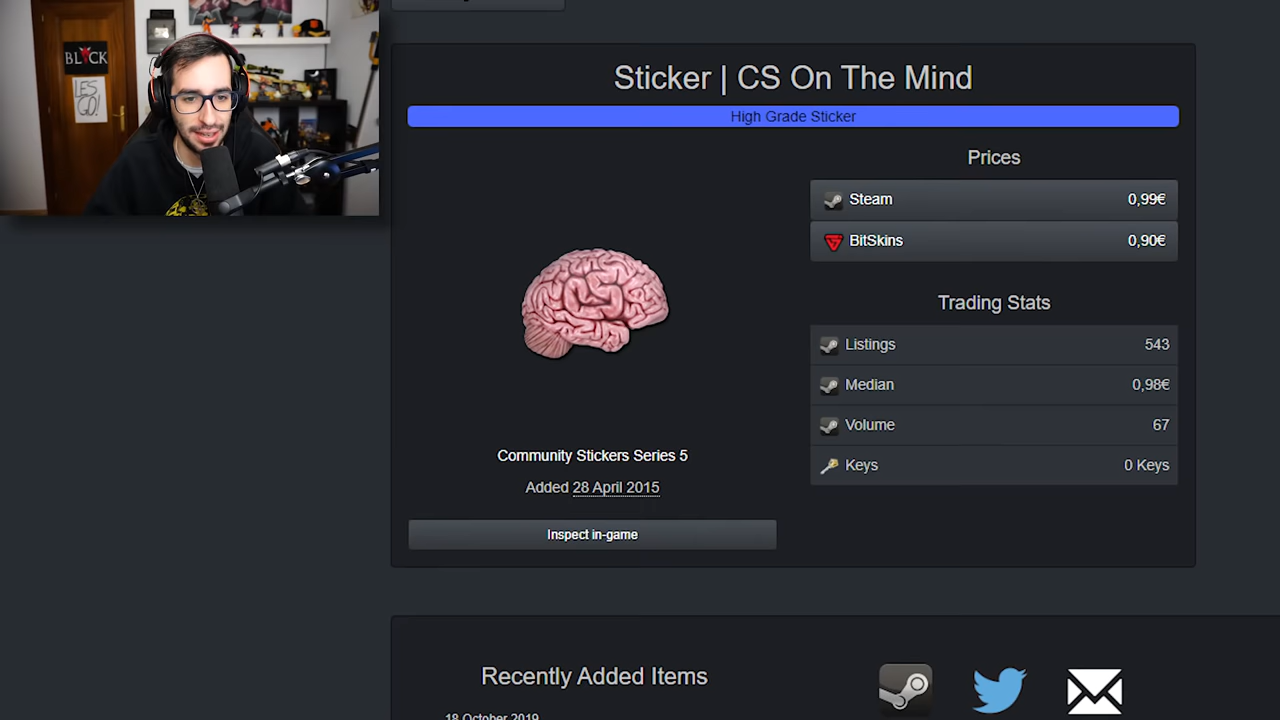 BLACK
LES
GO!
Sticker | CS On The Mind
High Grade Sticker
Prices
Steam 0,99€
BitSkins 0,90€
Trading Stats
Listings 543
Median 0,98€
Volume 67
Keys 0 Keys
Community Stickers Series 5
Added 28 April 2015
Inspect in-game
Recently Added Items
18 October 2019